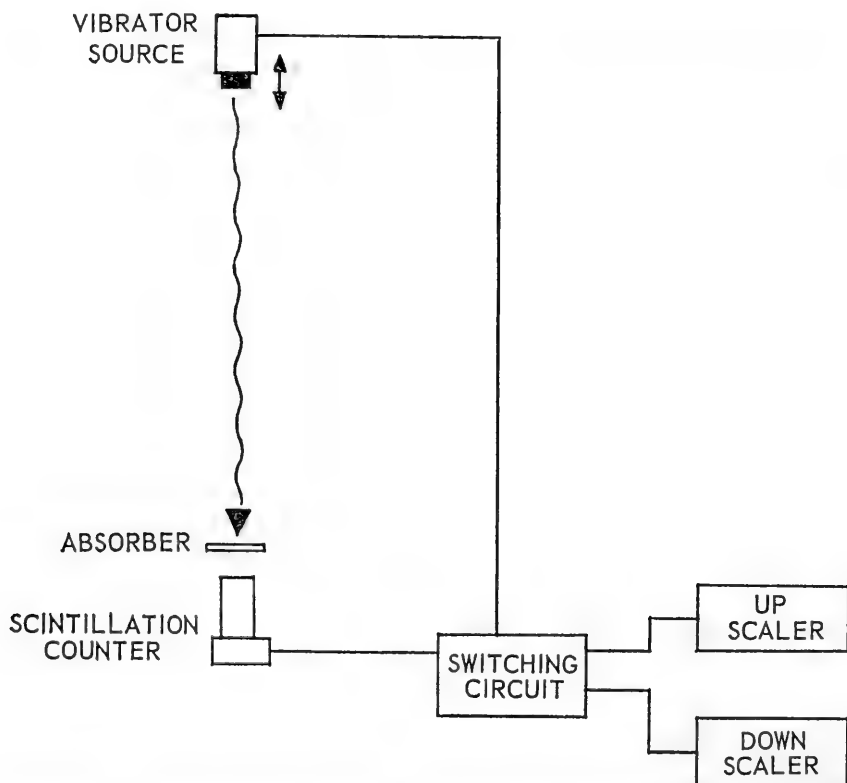 VIBRATOR
SOURCE
ABSORBER
SCINTILLATION
COUNTER
SWITCHING
CIRCUIT
UP
SCALER
DOWN
SCALER